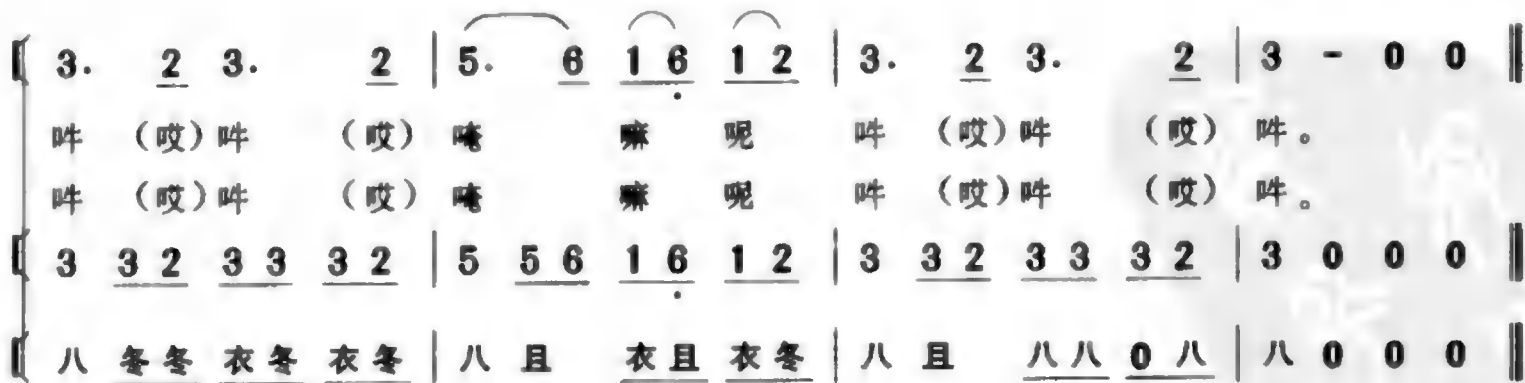 3. 2 3. 2 | 5. 6 1 6 1 2 | 3. 2 3. 2 | 3 - 0 0 ‖
吽 （哎）吽 （哎） 唵 嘛 呢 吽 （哎）吽 （哎） 吽。
吽 （哎）吽 （哎） 唵 嘛 呢 吽 （哎）吽 （哎） 吽。
3 3 2 3 3 3 2 | 5 5 6 1 6 1 2 | 3 3 2 3 3 3 2 | 3 0 0 0 ‖
八 冬冬 衣冬 衣冬 | 八 且 衣且 衣冬 | 八 且 八八 0 八 | 八 0 0 0 ‖